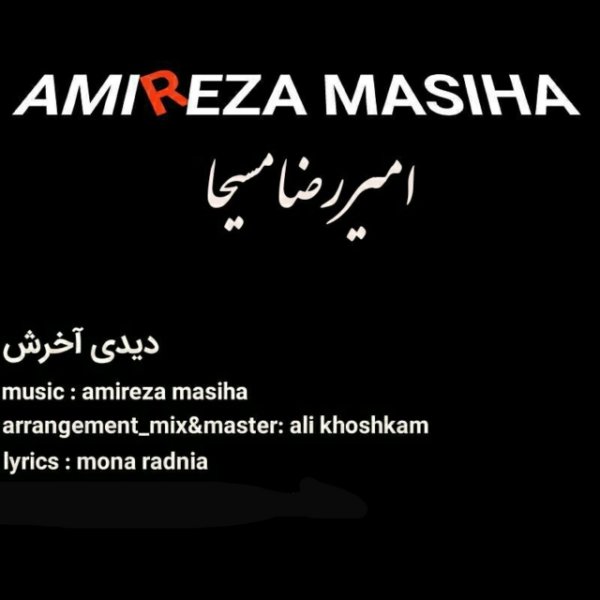 AMIREZA MASIHA
امیررضا مسیحا
دیدی آخرش
music : amireza masiha
arrangement_mix&master: ali khoshkam
lyrics : mona radnia